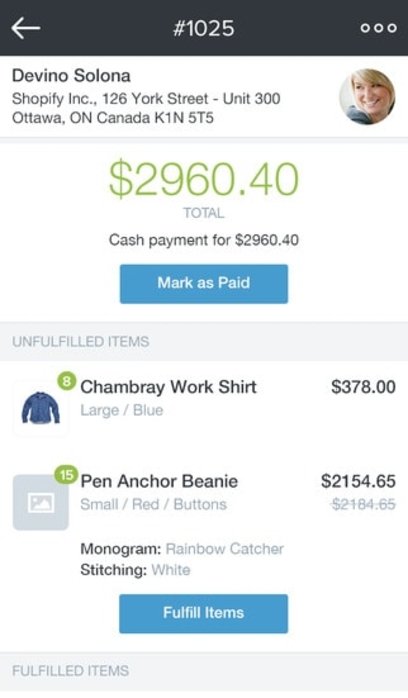 #1025
Devino Solona
Shopify Inc., 126 York Street - Unit 300
Ottawa, ON Canada K1N 5T5
$2960.40
TOTAL
Cash payment for $2960.40
Mark as Paid
UNFULFILLED ITEMS
8
Chambray Work Shirt $378.00
Large / Blue
15
Pen Anchor Beanie $2154.65
Small / Red / Buttons $2184.65
Monogram: Rainbow Catcher
Stitching: White
Fulfill Items
FULFILLED ITEMS